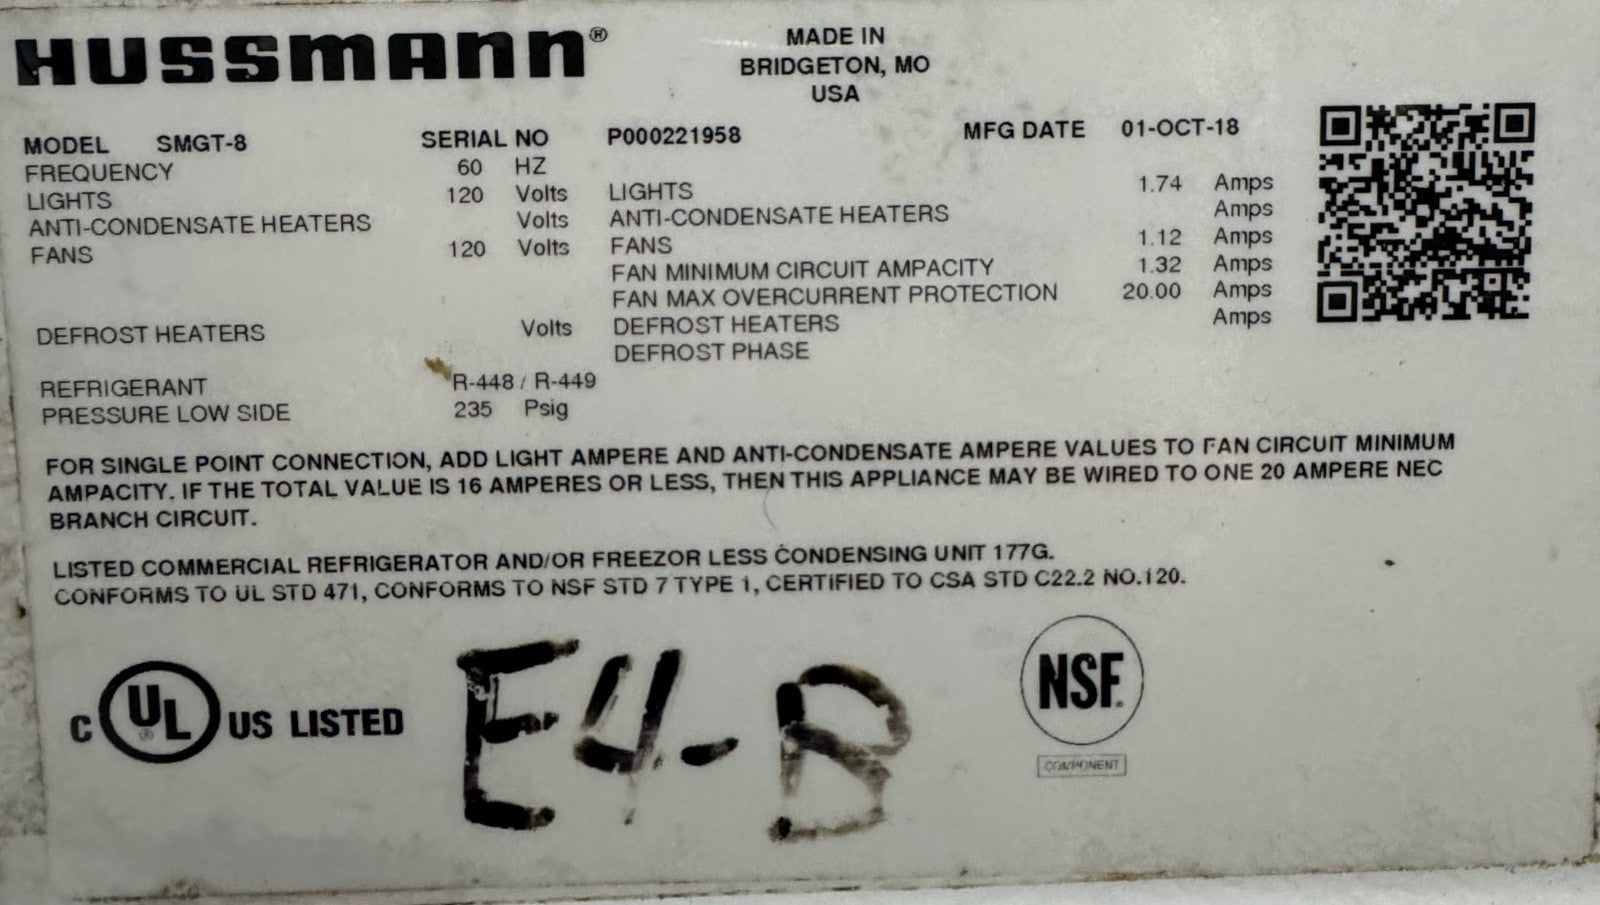 HUSSMANN®
MADE IN
BRIDGETON, MO
USA
MODEL SMGT-8 SERIAL NO P000221958 MFG DATE 01-OCT-18
FREQUENCY 60 HZ
LIGHTS 120 Volts LIGHTS 1.74 Amps
ANTI-CONDENSATE HEATERS Volts ANTI-CONDENSATE HEATERS Amps
FANS 120 Volts FANS 1.12 Amps
FAN MINIMUM CIRCUIT AMPACITY 1.32 Amps
FAN MAX OVERCURRENT PROTECTION 20.00 Amps
DEFROST HEATERS Volts DEFROST HEATERS Amps
DEFROST PHASE
REFRIGERANT R-448 / R-449
PRESSURE LOW SIDE 235 Psig
FOR SINGLE POINT CONNECTION, ADD LIGHT AMPERE AND ANTI-CONDENSATE AMPERE VALUES TO FAN CIRCUIT MINIMUM
AMPACITY. IF THE TOTAL VALUE IS 16 AMPERES OR LESS, THEN THIS APPLIANCE MAY BE WIRED TO ONE 20 AMPERE NEC
BRANCH CIRCUIT.
LISTED COMMERCIAL REFRIGERATOR AND/OR FREEZOR LESS CONDENSING UNIT 177G.
CONFORMS TO UL STD 471, CONFORMS TO NSF STD 7 TYPE 1, CERTIFIED TO CSA STD C22.2 NO.120.
C UL® US LISTED
E4-B
NSF®
COMPONENT